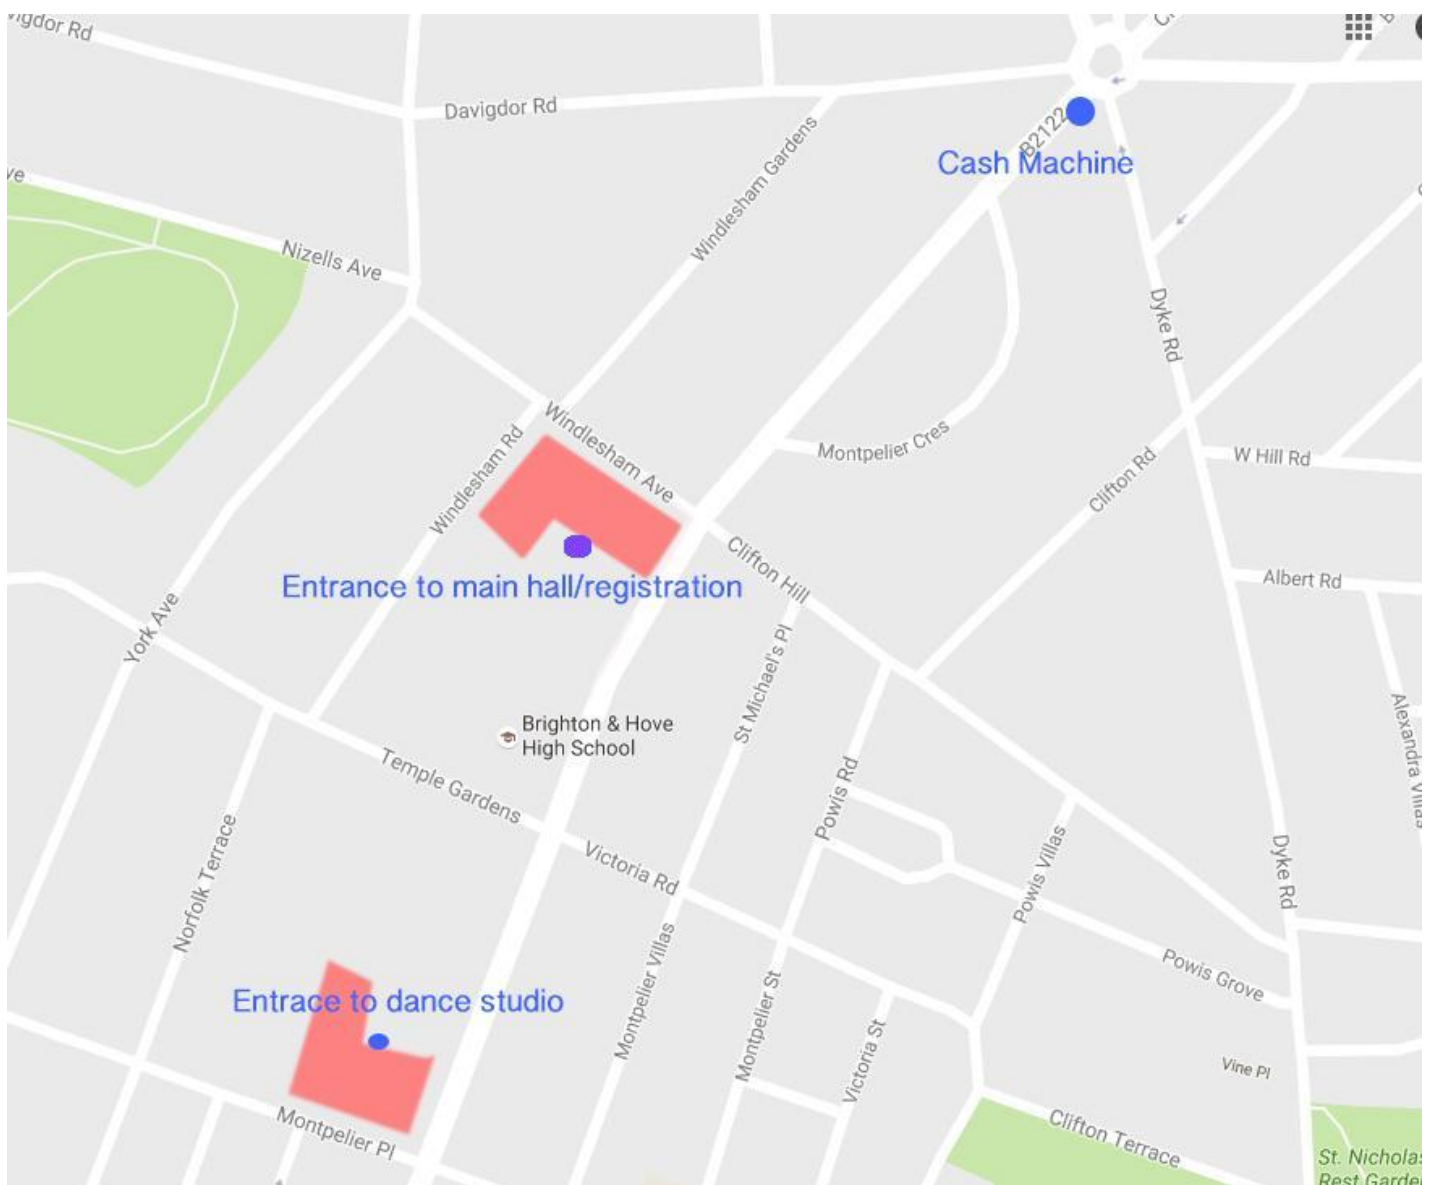 Davigdor Rd
B2122
Cash Machine
Windlesham Gardens
Nizells Ave
Dyke Rd
Windlesham Ave
Montpelier Cres
Windlesham Rd
Clifton Rd
W Hill Rd
Entrance to main hall/registration
Clifton Hill
Albert Rd
York Ave
St Michael's Pl
Brighton & Hove
High School
Alexandra Villas
Temple Gardens
Powis Rd
Victoria Rd
Powis Villas
Dyke Rd
Norfolk Terrace
Entrace to dance studio
Montpelier Villas
Montpelier St
Powis Grove
Victoria St
Vine Pl
Montpelier Pl
Clifton Terrace
St. Nicholas
Rest Garde